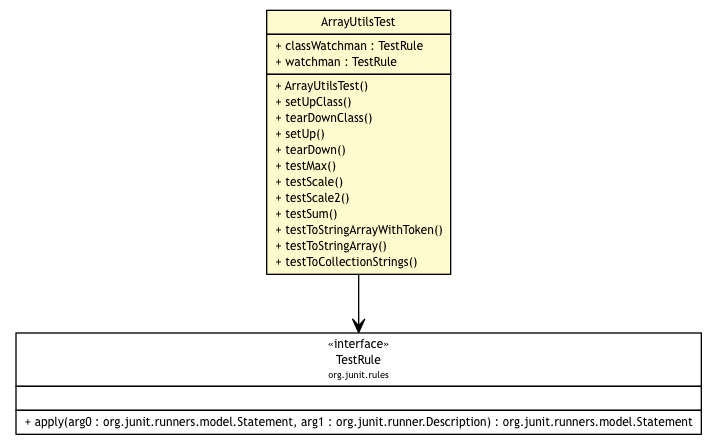 ArrayUtilsTest
+ classWatchman : TestRule
+ watchman : TestRule
+ ArrayUtilsTest()
+ setUpClass()
+ tearDownClass()
+ setUp()
+ tearDown()
+ testMax()
+ testScale()
+ testScale2()
+ testSum()
+ testToStringArrayWithToken()
+ testToStringArray()
+ testToCollectionStrings()
«interface»
TestRule
org.junit.rules
+ apply(arg0 : org.junit.runners.model.Statement, arg1 : org.junit.runner.Description) : org.junit.runners.model.Statement